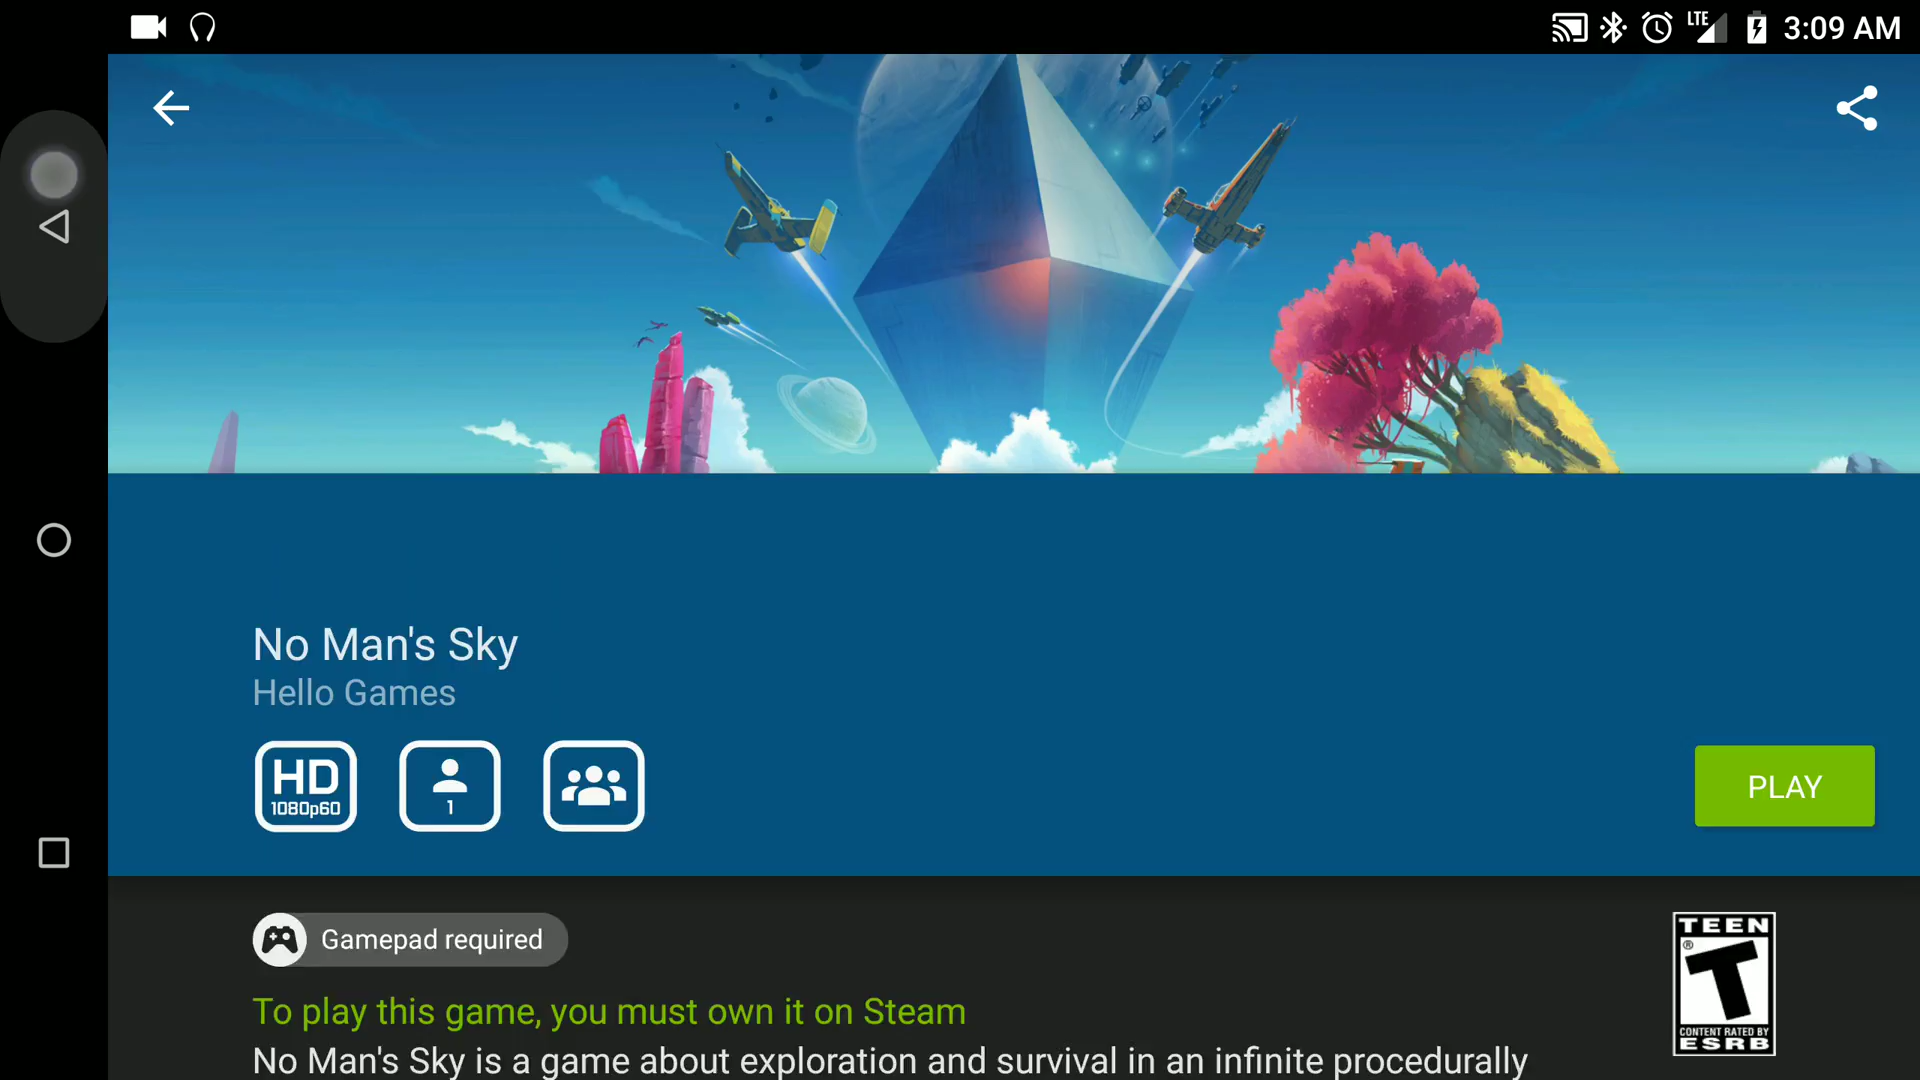 LTE 3:09 AM
No Man's Sky
Hello Games
HD
1080p60
1
PLAY
Gamepad required
To play this game, you must own it on Steam
No Man's Sky is a game about exploration and survival in an infinite procedurally
TEEN
®
T
CONTENT RATED BY
ESRB